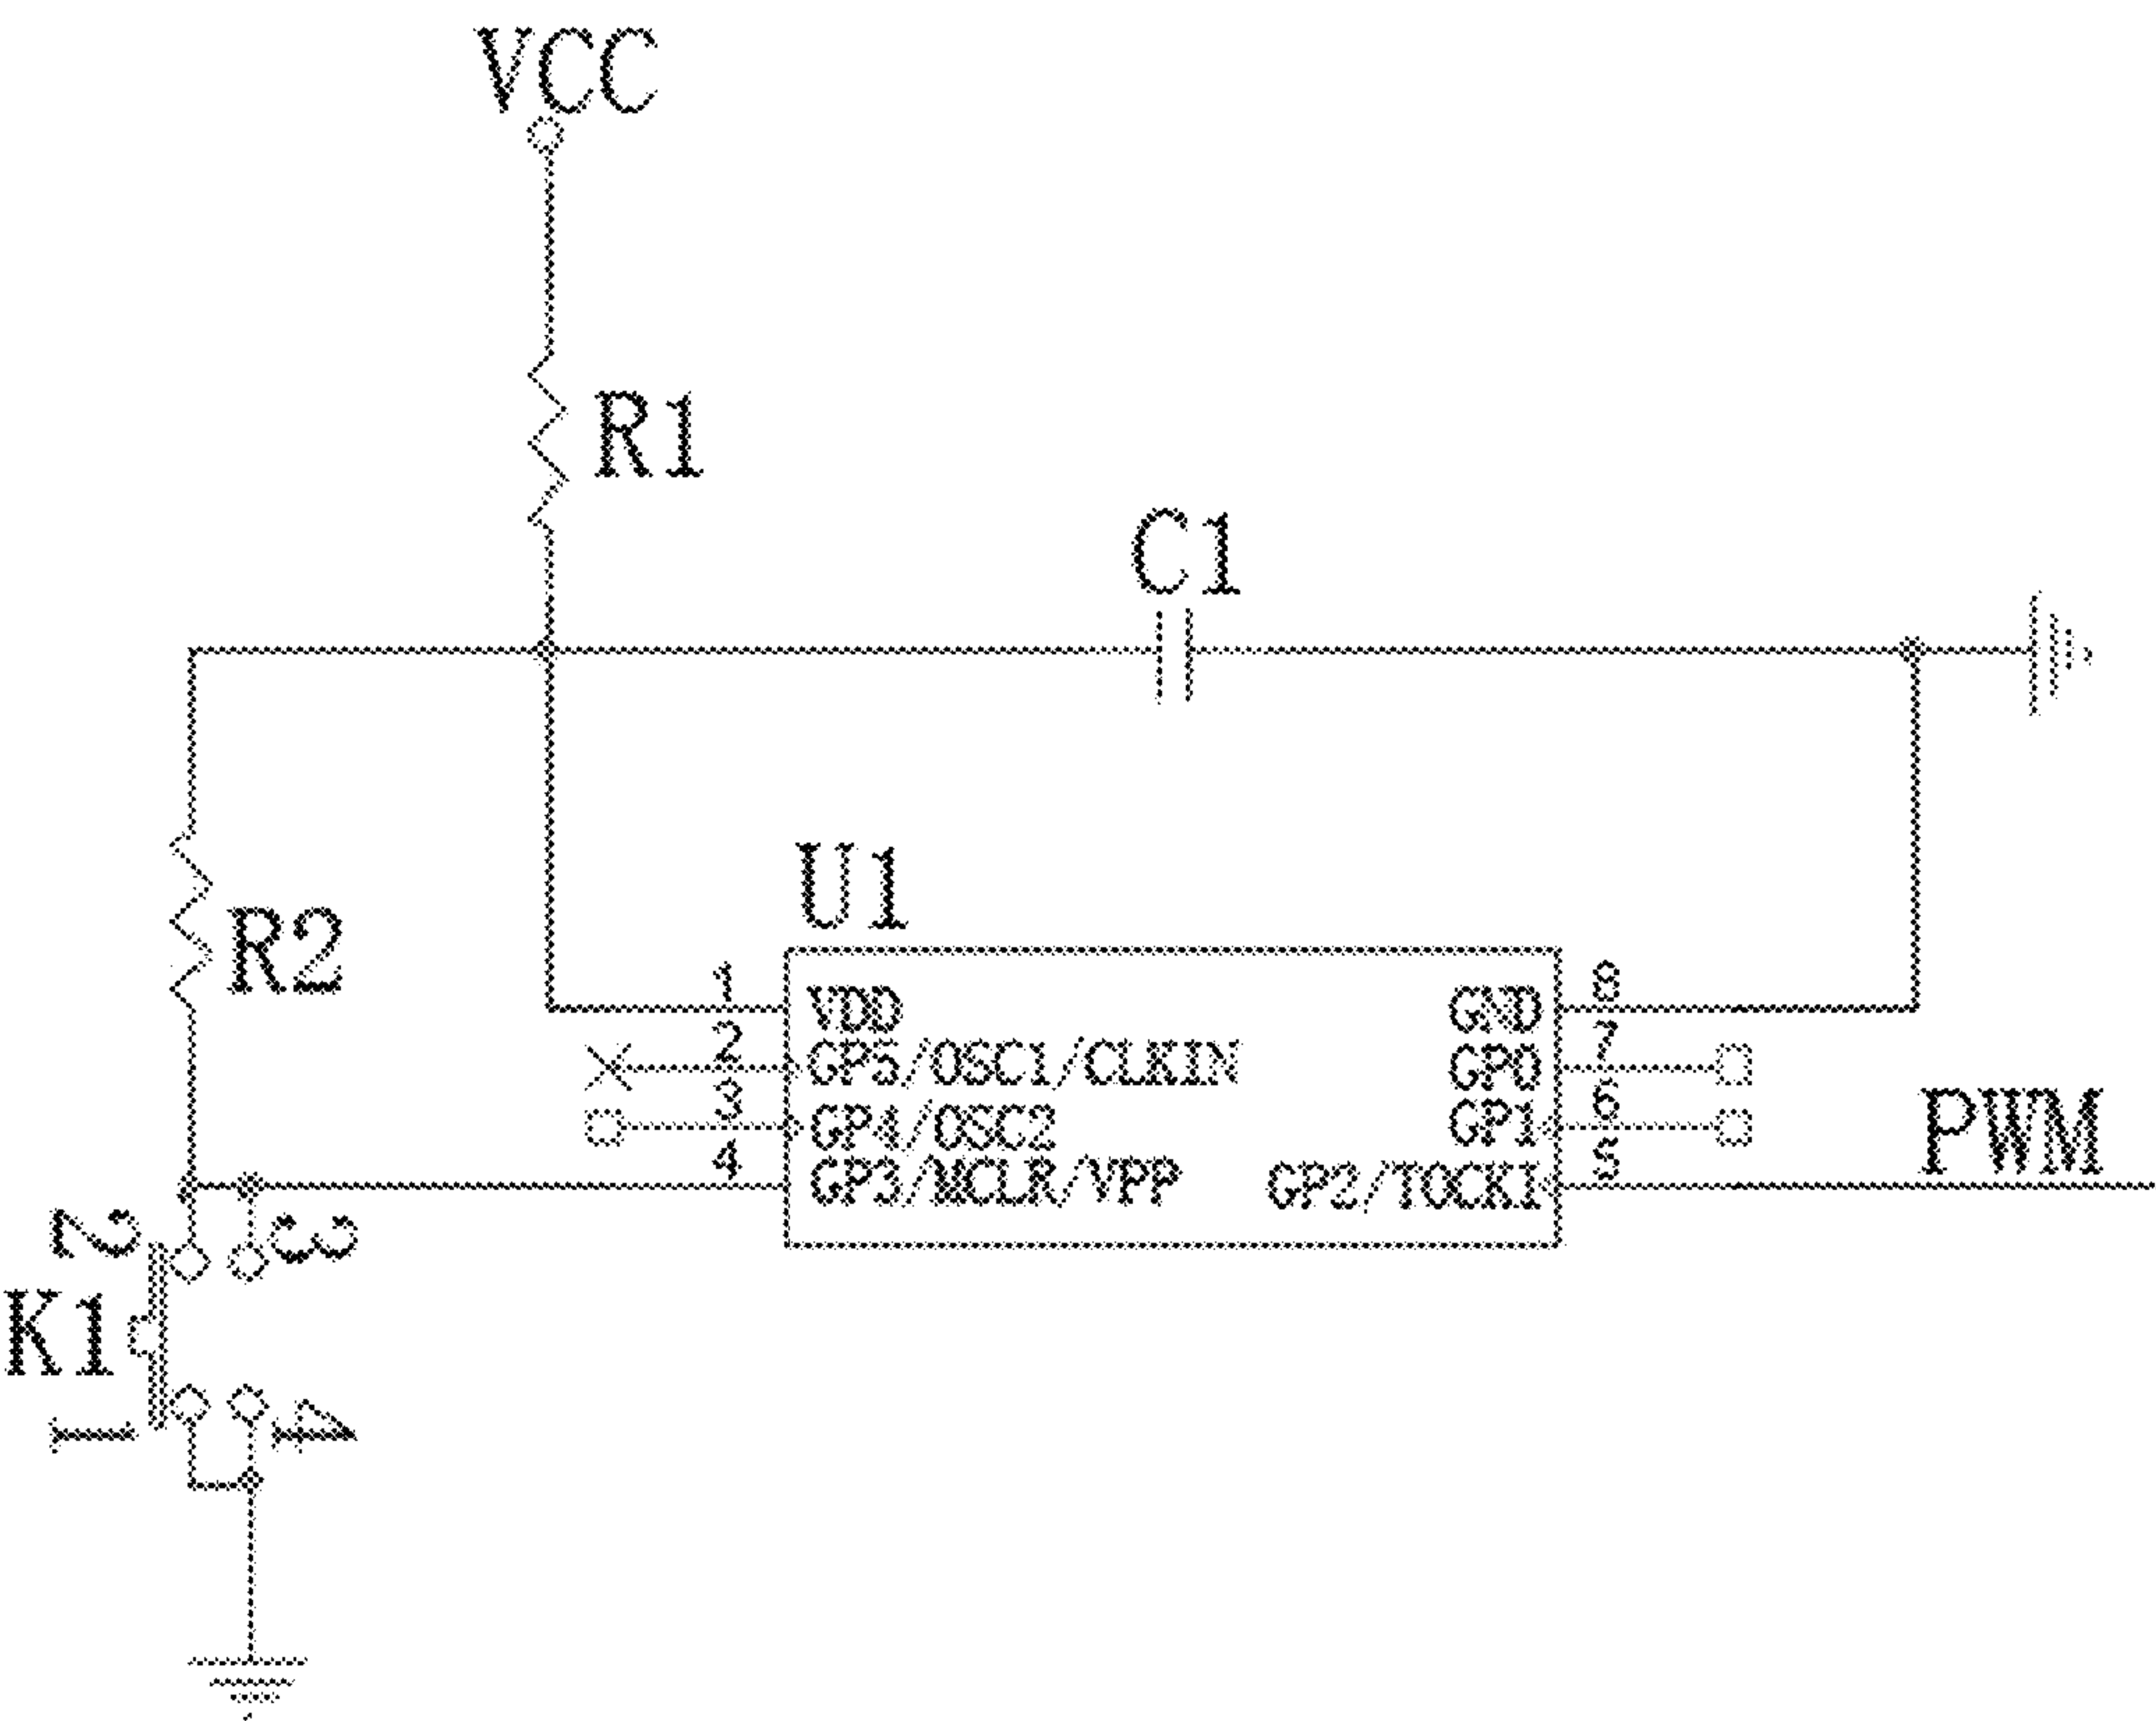 VCC
R1
C1
U1
R2
1 VDD GND 8
2 GP5/OSC1/CLKIN GP0 7
3 GP4/OSC2 GP1 6
PWM
4 GP3/MCLR/VPP GP2/TOCKI 5
2 3
K1
1 4